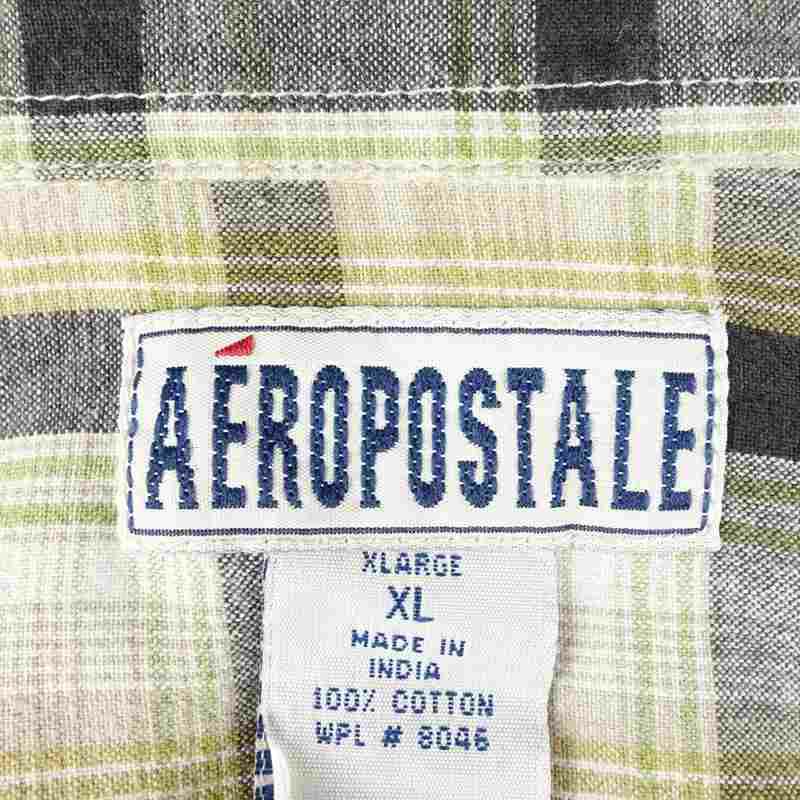 AÉROPOSTALE
XLARGE
XL
MADE IN
INDIA
100% COTTON
WPL # 8046